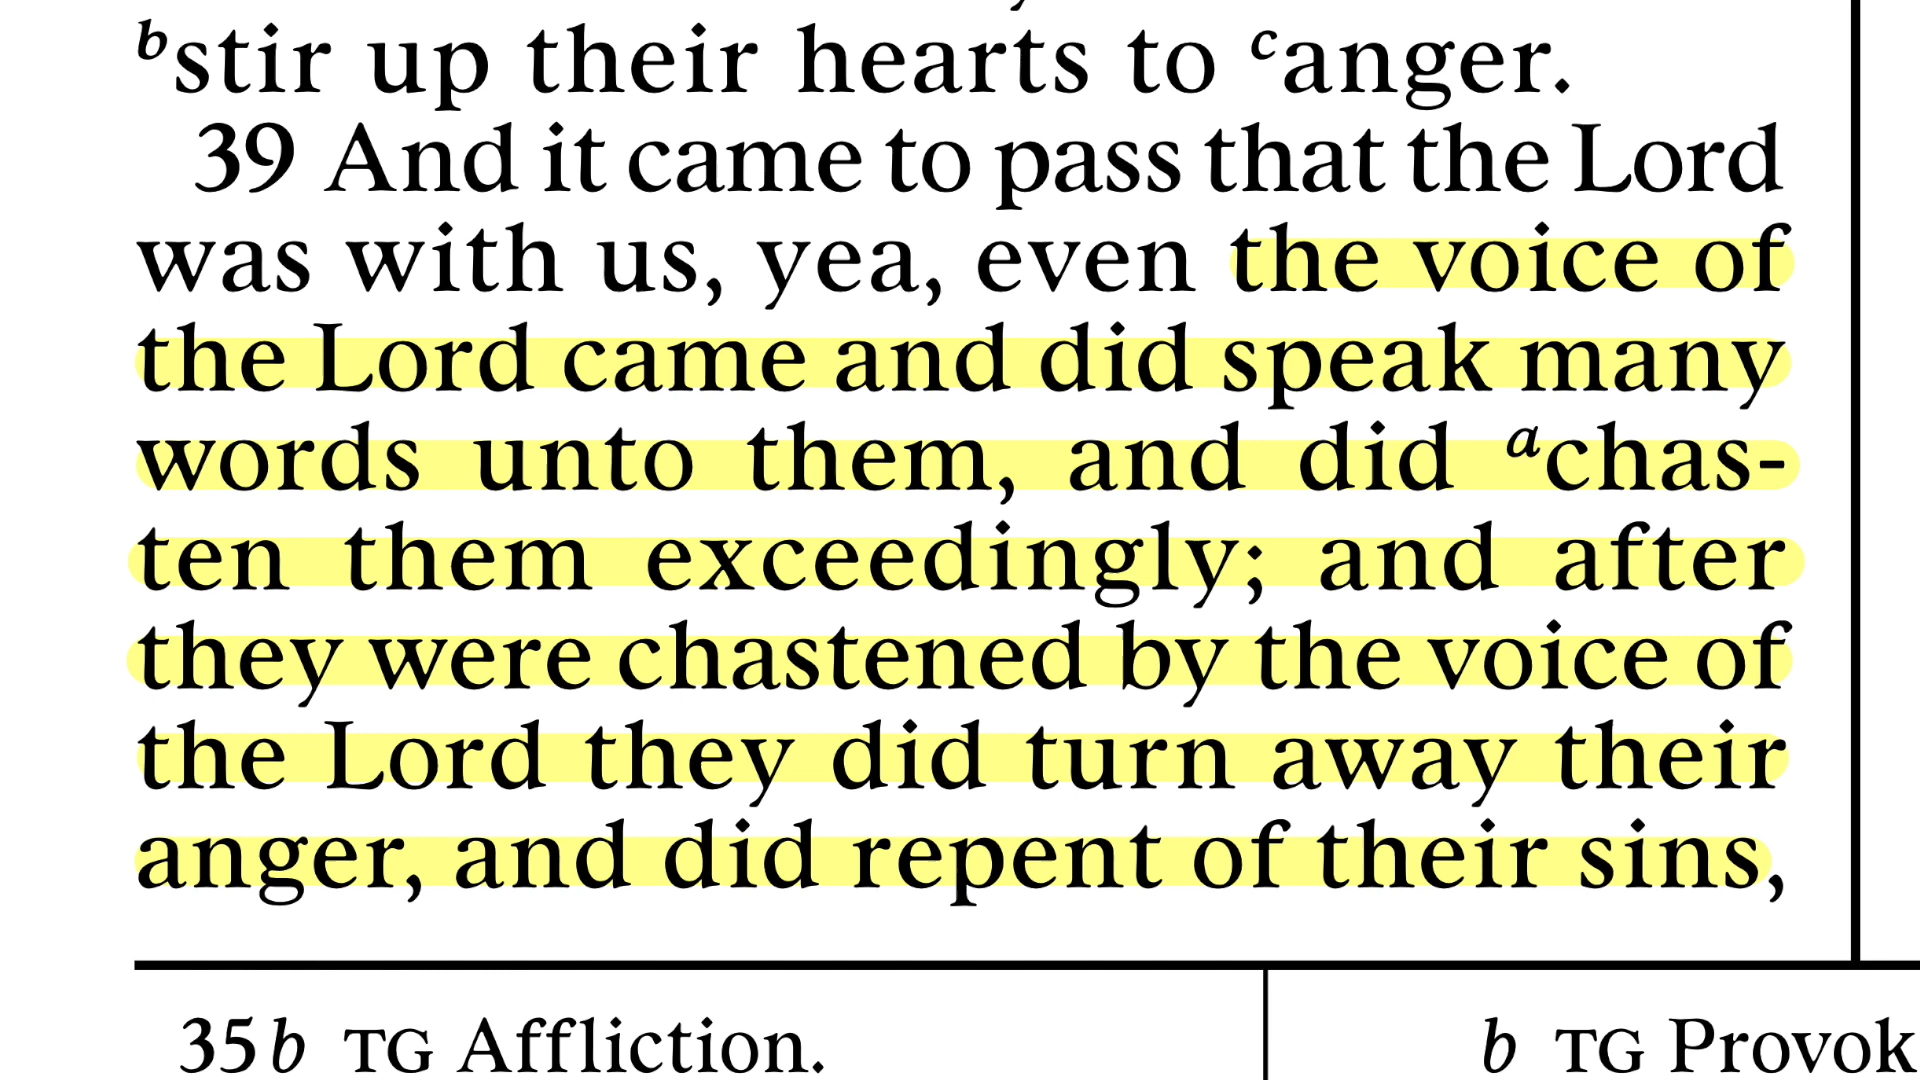 bstir up their hearts to canger.
39 And it came to pass that the Lord
was with us, yea, even the voice of
the Lord came and did speak many
words unto them, and did achas-
ten them exceedingly; and after
they were chastened by the voice of
the Lord they did turn away their
anger, and did repent of their sins,
35b TG Affliction.
b TG Provok